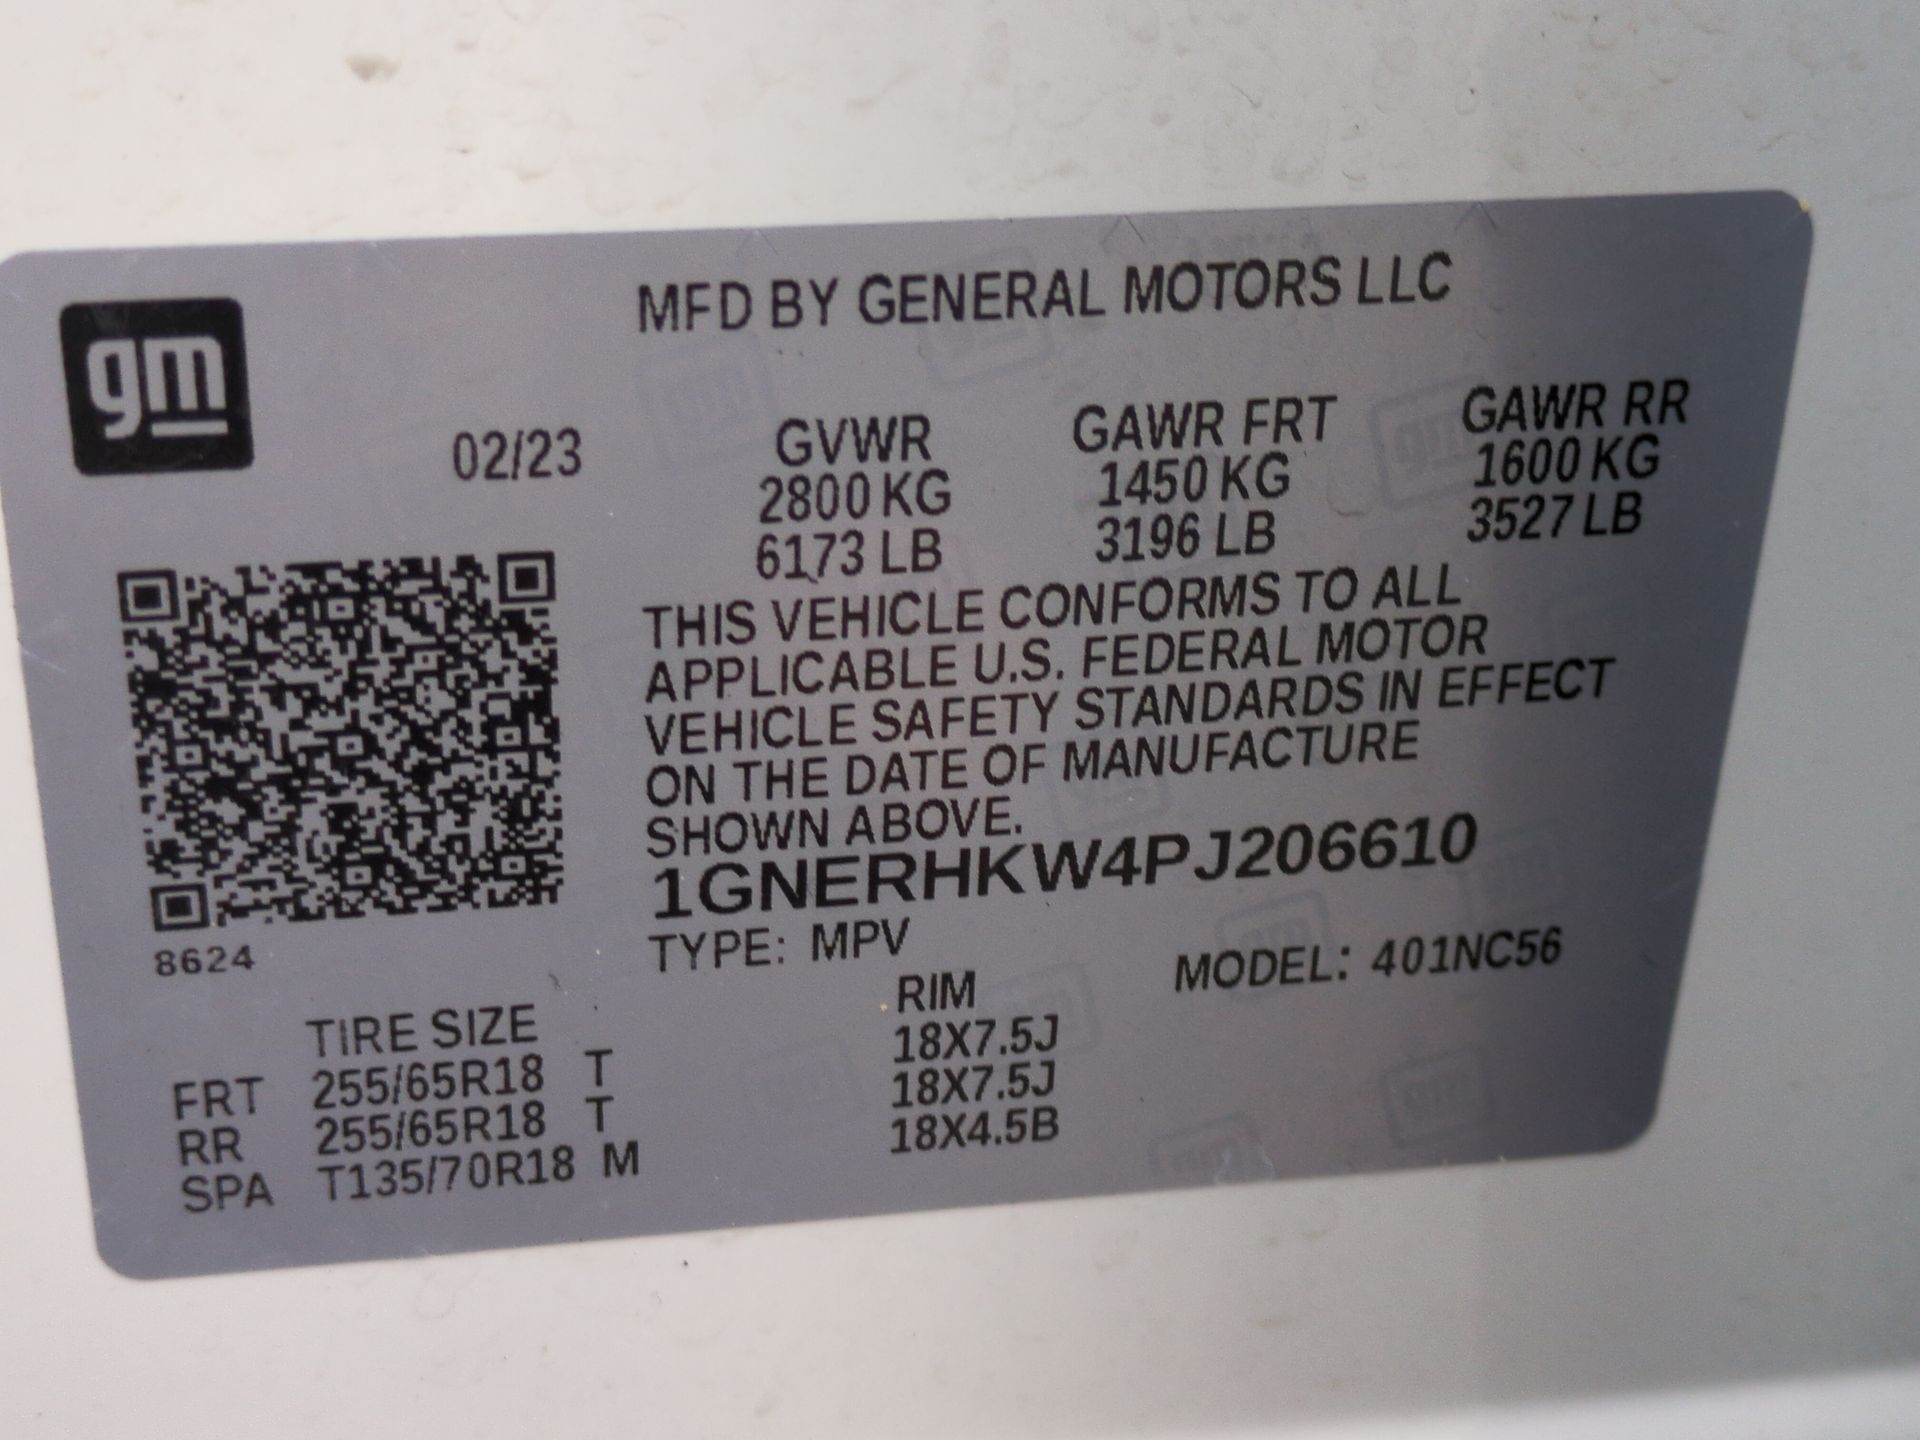 gm
MFD BY GENERAL MOTORS LLC
02/23 GVWR GAWR FRT GAWR RR
2800 KG 1450 KG 1600 KG
6173 LB 3196 LB 3527 LB
THIS VEHICLE CONFORMS TO ALL
APPLICABLE U.S. FEDERAL MOTOR
VEHICLE SAFETY STANDARDS IN EFFECT
ON THE DATE OF MANUFACTURE
SHOWN ABOVE.
1GNERHKW4PJ206610
8624
TYPE: MPV MODEL: 401NC56
TIRE SIZE RIM
FRT 255/65R18 T 18X7.5J
RR 255/65R18 T 18X7.5J
SPA T135/70R18 M 18X4.5B